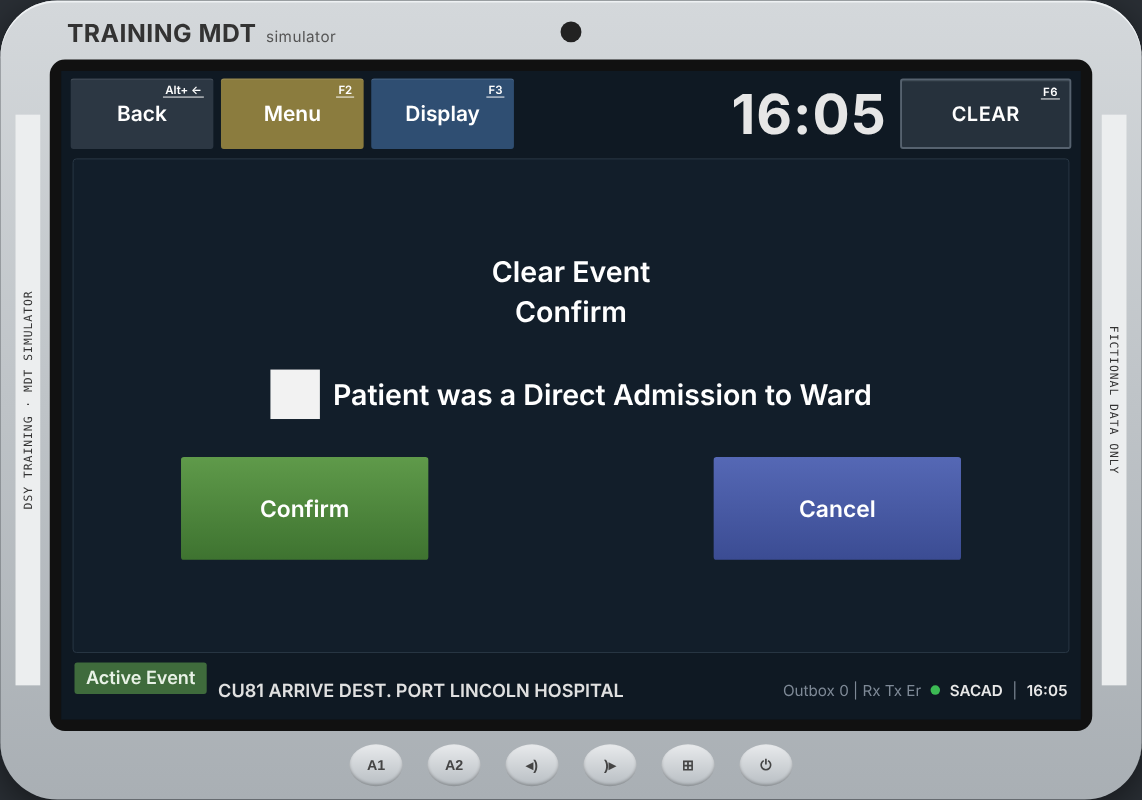 TRAINING MDT simulator
Back Alt+ ←
Menu F2
Display F3
16:05
CLEAR F6
Clear Event
Confirm
Patient was a Direct Admission to Ward
Confirm
Cancel
Active Event
CU81 ARRIVE DEST. PORT LINCOLN HOSPITAL
Outbox 0 | Rx Tx Er
SACAD | 16:05
A1
A2
DSY TRAINING · MDT SIMULATOR
FICTIONAL DATA ONLY